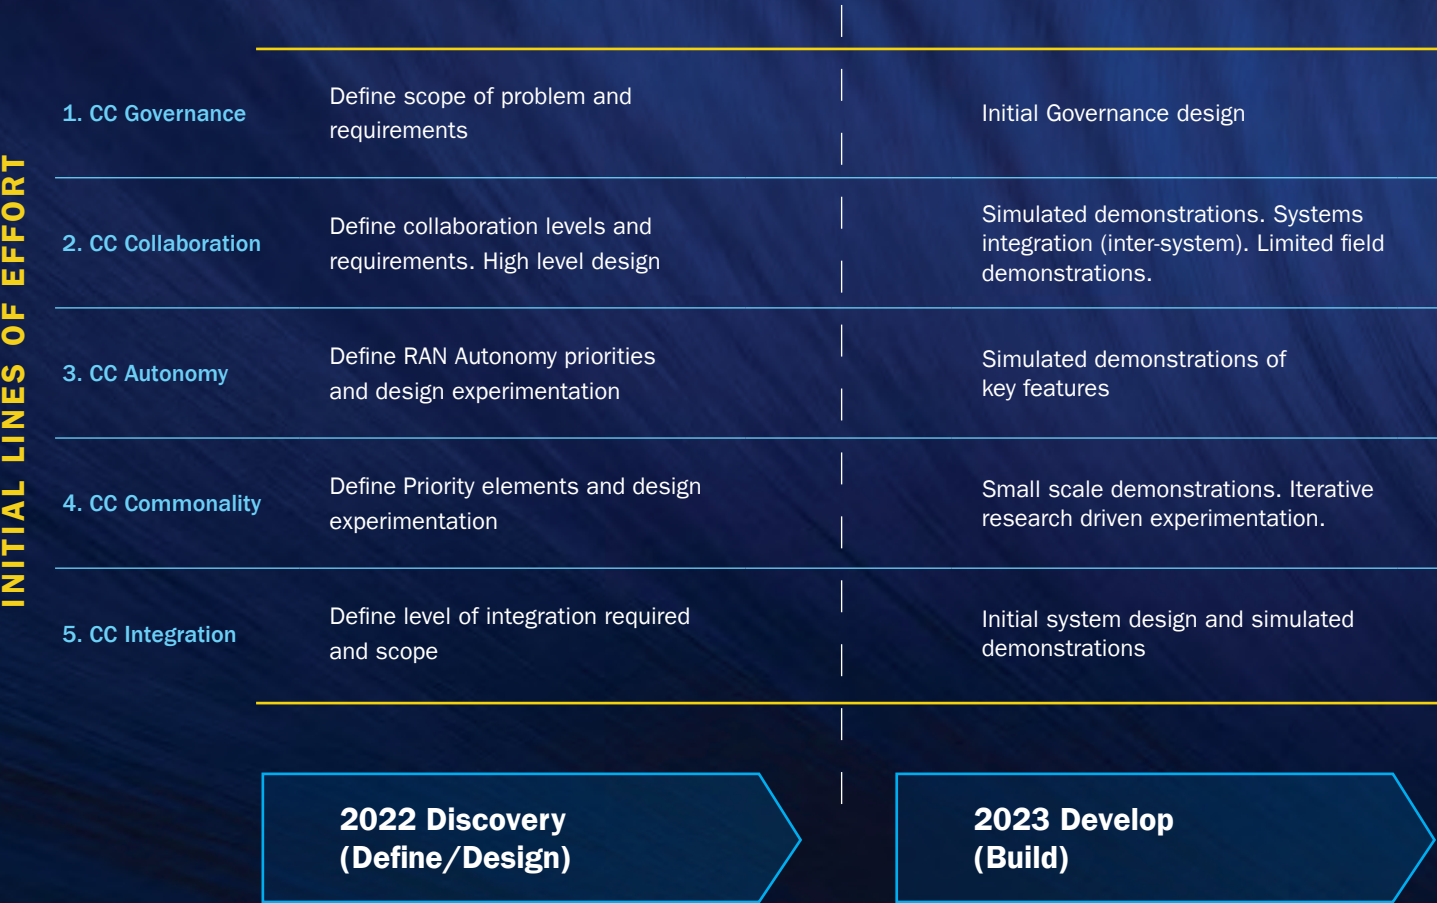 INITIAL LINES OF EFFORT
1. CC Governance
Define scope of problem and
requirements
Initial Governance design
2. CC Collaboration
Define collaboration levels and
requirements. High level design
Simulated demonstrations. Systems
integration (inter-system). Limited field
demonstrations.
3. CC Autonomy
Define RAN Autonomy priorities
and design experimentation
Simulated demonstrations of
key features
4. CC Commonality
Define Priority elements and design
experimentation
Small scale demonstrations. Iterative
research driven experimentation.
5. CC Integration
Define level of integration required
and scope
Initial system design and simulated
demonstrations
2022 Discovery
(Define/Design)
2023 Develop
(Build)